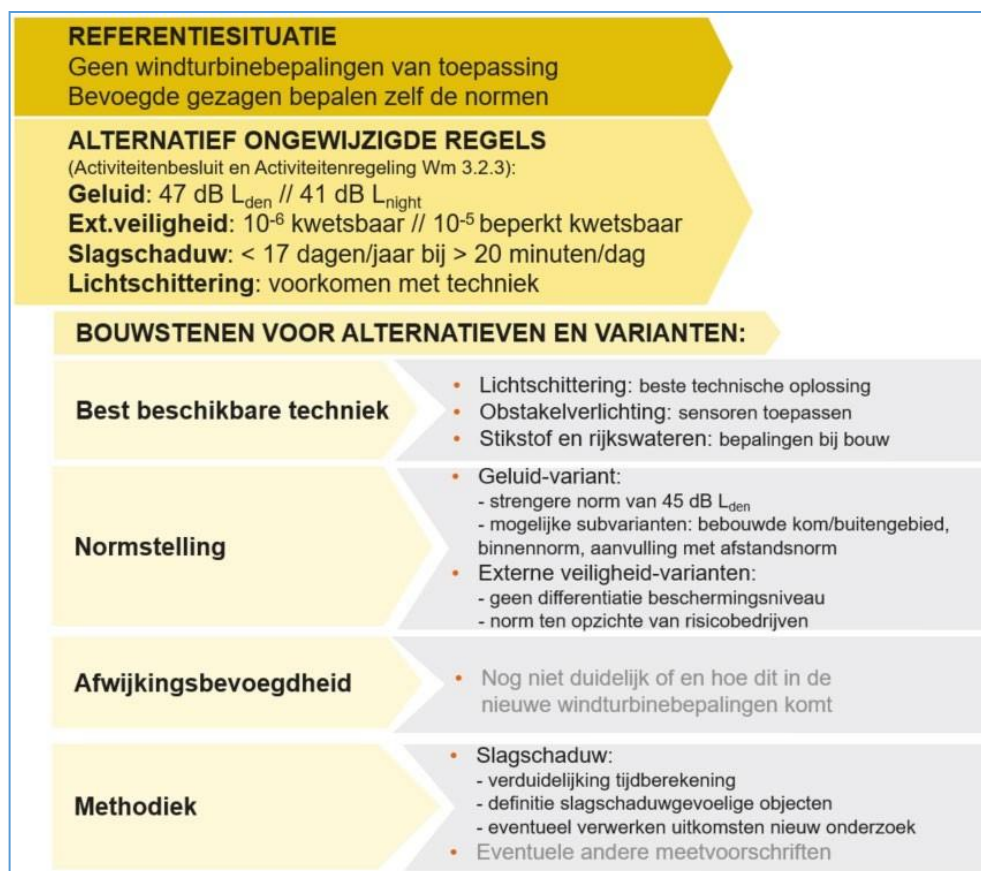 REFERENTIESITUATIE
Geen windturbinebepalingen van toepassing
Bevoegde gezagen bepalen zelf de normen
ALTERNATIEF ONGEWIJZIGDE REGELS
(Activiteitenbesluit en Activiteitenregeling Wm 3.2.3):
Geluid: 47 dB Lden // 41 dB Lnight
Ext.veiligheid: 10-6 kwetsbaar // 10-5 beperkt kwetsbaar
Slagschaduw: < 17 dagen/jaar bij > 20 minuten/dag
Lichtschittering: voorkomen met techniek
BOUWSTENEN VOOR ALTERNATIEVEN EN VARIANTEN:
Best beschikbare techniek
• Lichtschittering: beste technische oplossing
• Obstakelverlichting: sensoren toepassen
• Stikstof en rijkswateren: bepalingen bij bouw
Normstelling
• Geluid-variant:
- strengere norm van 45 dB Lden
- mogelijke subvarianten: bebouwde kom/buitengebied,
binnennorm, aanvulling met afstandsnorm
• Externe veiligheid-varianten:
- geen differentiatie beschermingsniveau
- norm ten opzichte van risicobedrijven
Afwijkingsbevoegdheid
• Nog niet duidelijk of en hoe dit in de
nieuwe windturbinebepalingen komt
Methodiek
• Slagschaduw:
- verduidelijking tijdberekening
- definitie slagschaduwgevoelige objecten
- eventueel verwerken uitkomsten nieuw onderzoek
• Eventuele andere meetvoorschriften